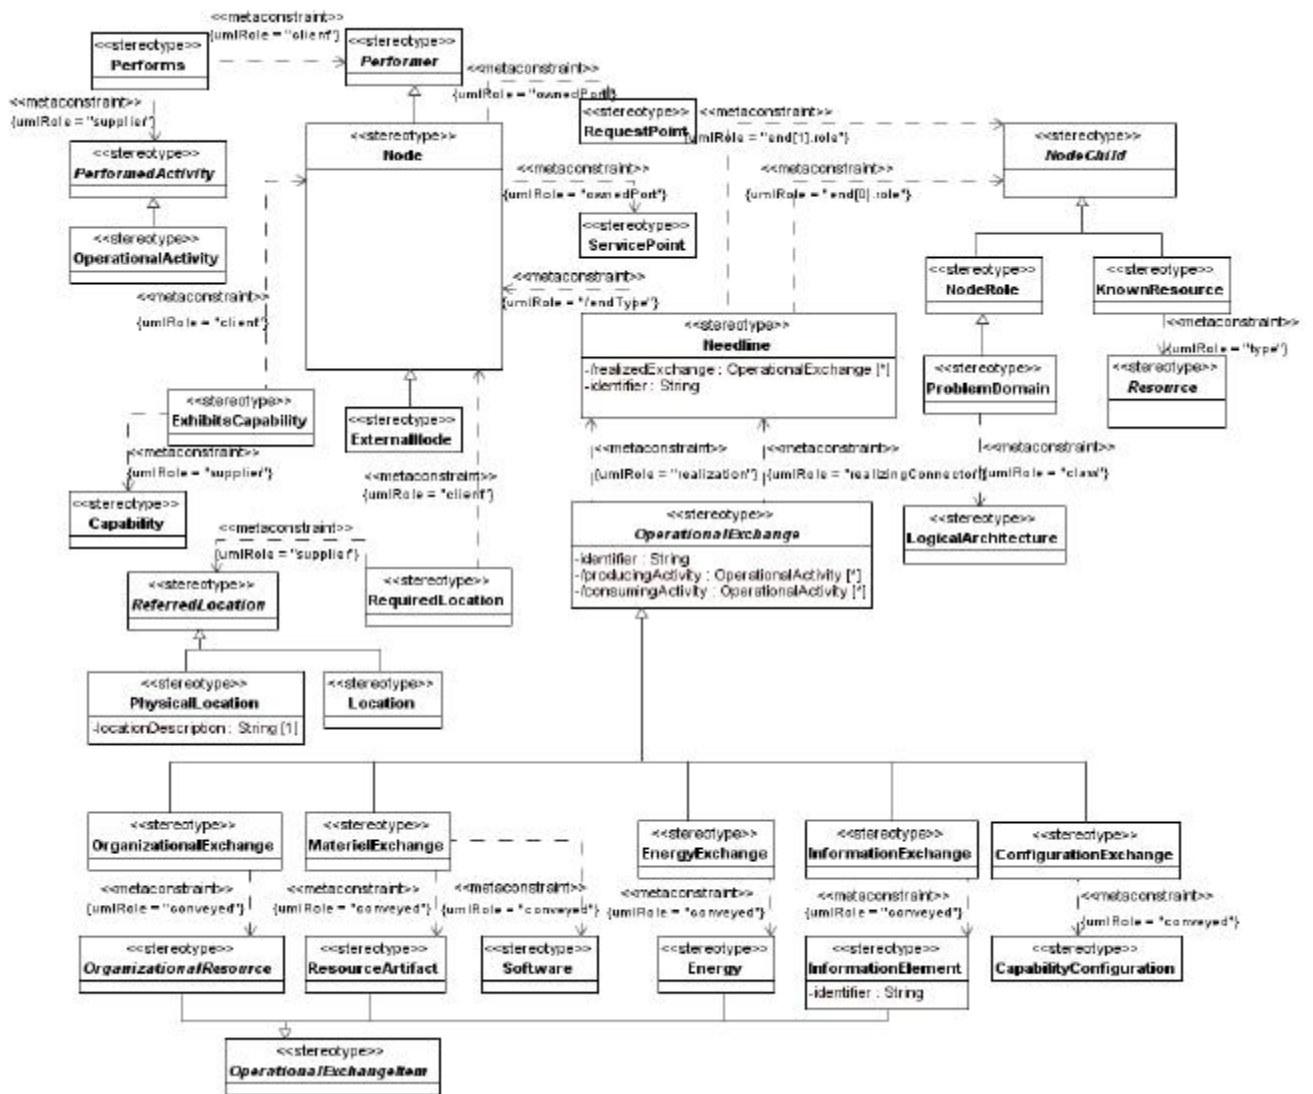 <<metaconstraint>>
{umlRole = "client"}
<<stereotype>>
Performs
<<stereotype>>
Performer
<<metaconstraint>>
{umlRole = "supplier"}
<<metaconstraint>>
{umlRole = "ownedPort"}
<<stereotype>>
RequestPoint
<<metaconstraint>>
{umlRole = "end[1].role"}
<<stereotype>>
Node
<<stereotype>>
NodeChild
<<stereotype>>
PerformedActivity
<<metaconstraint>>
{umlRole = "ownedPort"}
<<metaconstraint>>
{umlRole = "end[0].role"}
<<stereotype>>
OperationalActivity
<<stereotype>>
ServicePoint
<<metaconstraint>>
{umlRole = "client"}
<<metaconstraint>>
{umlRole = "/endType"}
<<stereotype>>
NodeRole
<<stereotype>>
KnownResource
<<stereotype>>
Needline
-/realizedExchange : OperationalExchange [*]
-identifier : String
<<metaconstraint>>
{umlRole = "type"}
<<stereotype>>
ProblemDomain
<<stereotype>>
Resource
<<stereotype>>
ExhibitsCapability
<<stereotype>>
ExternalNode
<<metaconstraint>>
{umlRole = "supplier"}
<<metaconstraint>>
{umlRole = "client"}
<<metaconstraint>>
{umlRole = "realization"}
<<metaconstraint>>
{umlRole = "realizingConnector"}
<<metaconstraint>>
{umlRole = "class"}
<<stereotype>>
Capability
<<metaconstraint>>
{umlRole = "supplier"}
<<stereotype>>
OperationalExchange
-identifier : String
-/producingActivity : OperationalActivity [*]
-/consumingActivity : OperationalActivity [*]
<<stereotype>>
LogicalArchitecture
<<stereotype>>
ReferredLocation
<<stereotype>>
RequiredLocation
<<stereotype>>
PhysicalLocation
-locationDescription : String [1]
<<stereotype>>
Location
<<stereotype>>
OrganizationalExchange
<<stereotype>>
MaterielExchange
<<stereotype>>
EnergyExchange
<<stereotype>>
InformationExchange
<<stereotype>>
ConfigurationExchange
<<metaconstraint>>
{umlRole = "conveyed"}
<<metaconstraint>>
{umlRole = "conveyed"}
<<metaconstraint>>
{umlRole = "conveyed"}
<<metaconstraint>>
{umlRole = "conveyed"}
<<metaconstraint>>
{umlRole = "conveyed"}
<<metaconstraint>>
{umlRole = "conveyed"}
<<stereotype>>
OrganizationalResource
<<stereotype>>
ResourceArtifact
<<stereotype>>
Software
<<stereotype>>
Energy
<<stereotype>>
InformationElement
-identifier : String
<<stereotype>>
CapabilityConfiguration
<<stereotype>>
OperationalExchangeItem